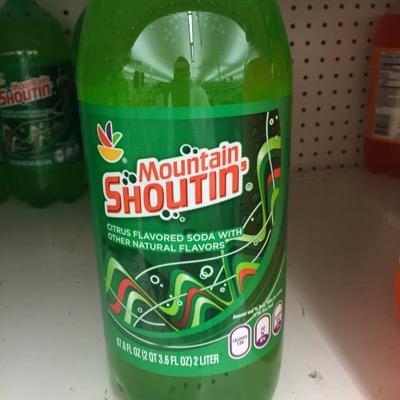 Mountain
SHOUTIN'
Mountain
SHOUTIN'
CITRUS FLAVORED SODA WITH
OTHER NATURAL FLAVORS
67.6 FL OZ (2 QT 3.6 FL OZ) 2 LITER